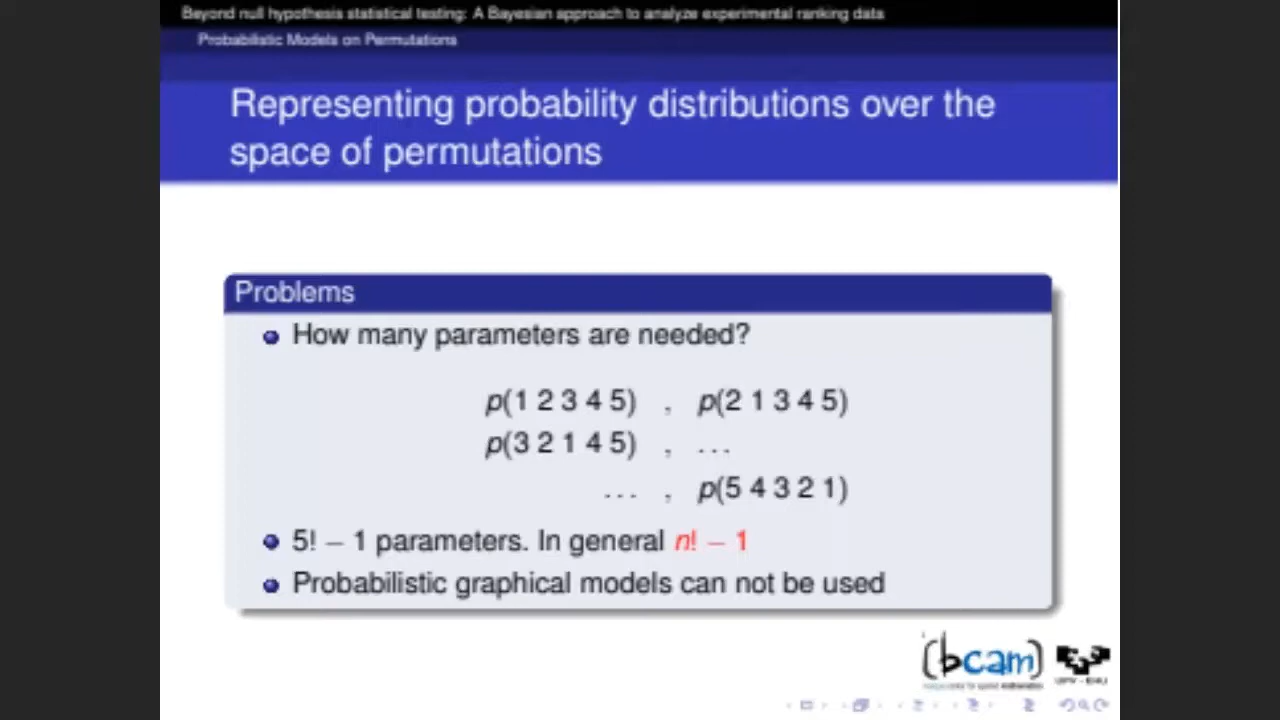 Beyond null hypothesis statistical testing: A Bayesian approach to analyze experimental ranking data
Probabilistic Models on Permutations
Representing probability distributions over the
space of permutations
Problems
How many parameters are needed?
p(1 2 3 4 5) , p(2 1 3 4 5)
p(3 2 1 4 5) , ...
... , p(5 4 3 2 1)
5! – 1 parameters. In general n! – 1
Probabilistic graphical models can not be used
(bcam)